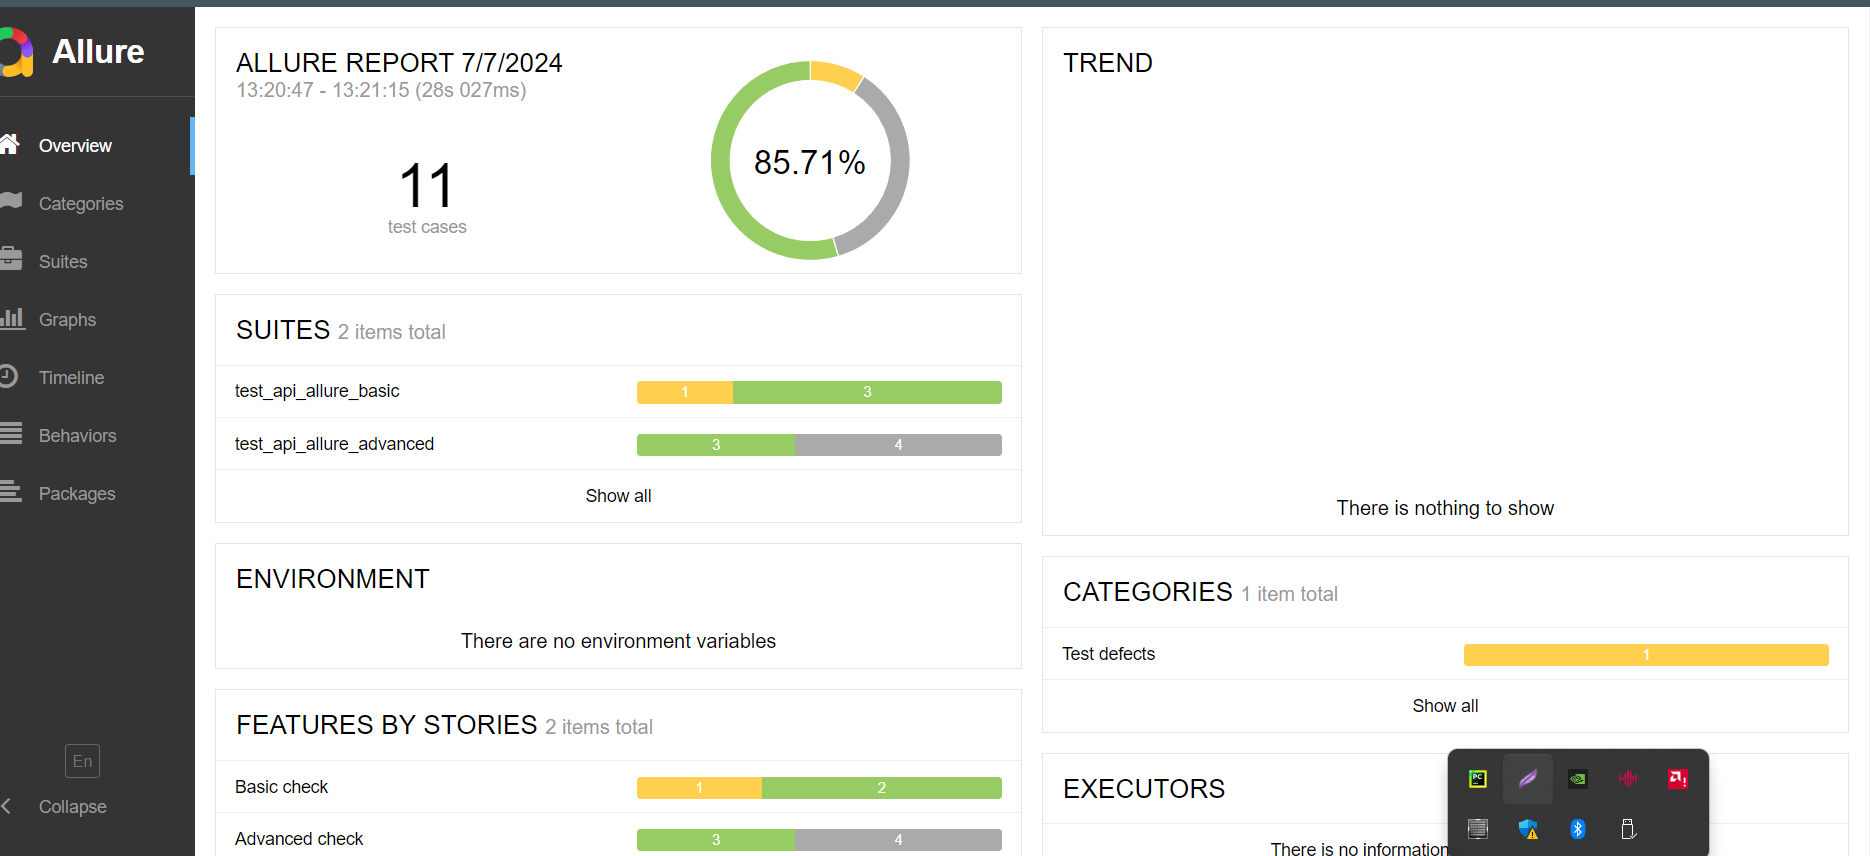 Allure
Overview
Categories
Suites
Graphs
Timeline
Behaviors
Packages
En
Collapse
ALLURE REPORT 7/7/2024
13:20:47 - 13:21:15 (28s 027ms)
11
test cases
85.71%
SUITES 2 items total
test_api_allure_basic 1 3
test_api_allure_advanced 3 4
Show all
ENVIRONMENT
There are no environment variables
FEATURES BY STORIES 2 items total
Basic check 1 2
Advanced check 3 4
TREND
There is nothing to show
CATEGORIES 1 item total
Test defects 1
Show all
EXECUTORS
There is no information
PC